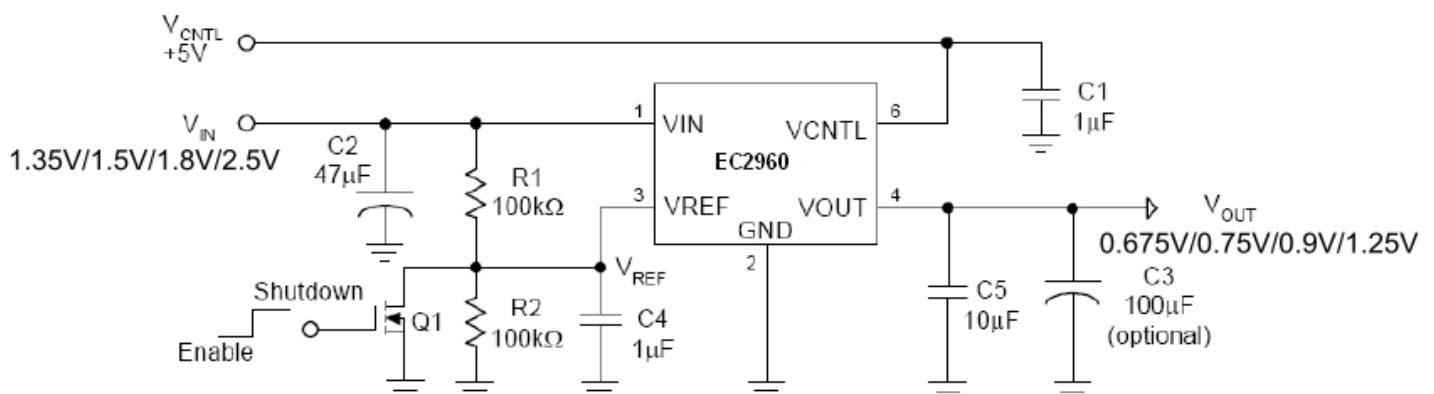 VCNTL
+5V
VIN
1.35V/1.5V/1.8V/2.5V
C2
47µF
R1
100kΩ
1
VIN
VCNTL
6
EC2960
3
VREF
VOUT
4
GND
2
C1
1µF
VOUT
0.675V/0.75V/0.9V/1.25V
VREF
Shutdown
Enable
Q1
R2
100kΩ
C4
1µF
C5
10µF
C3
100µF
(optional)